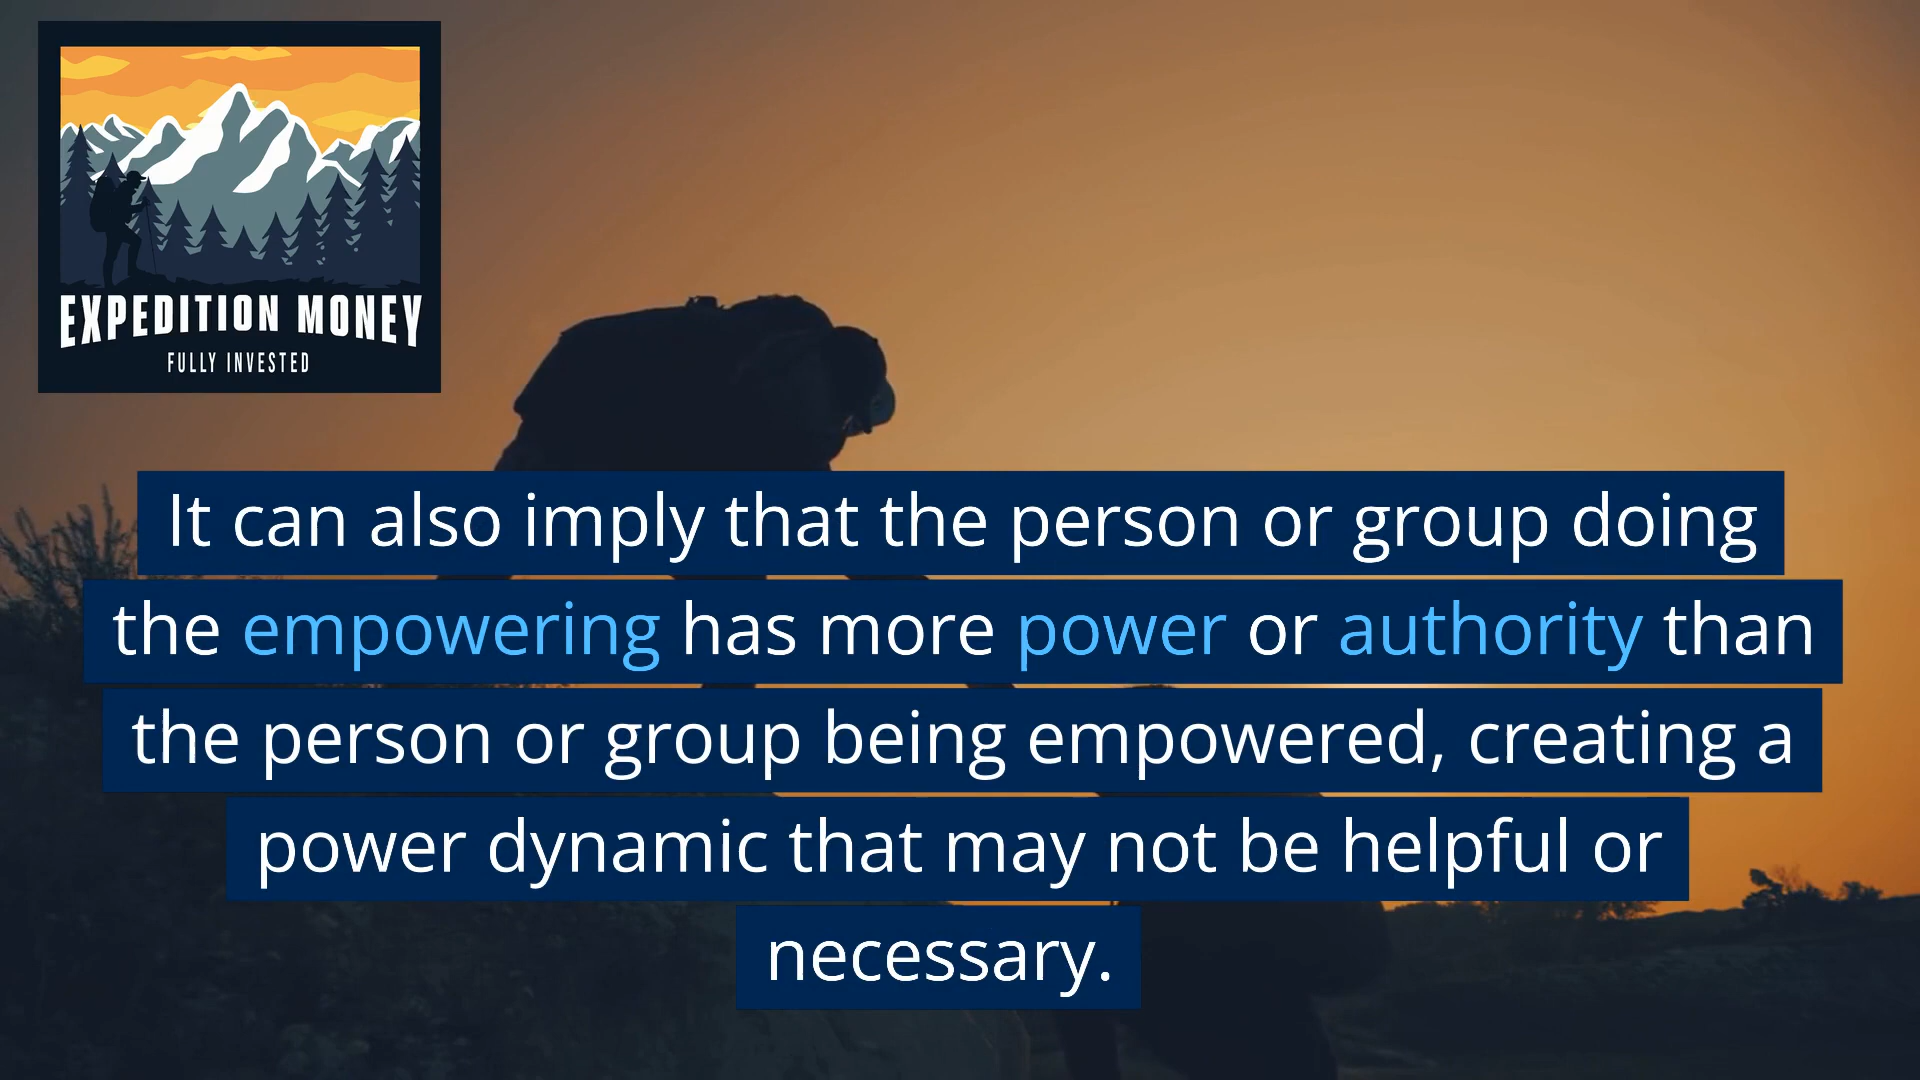 EXPEDITION MONEY
FULLY INVESTED
It can also imply that the person or group doing
the empowering has more power or authority than
the person or group being empowered, creating a
power dynamic that may not be helpful or
necessary.